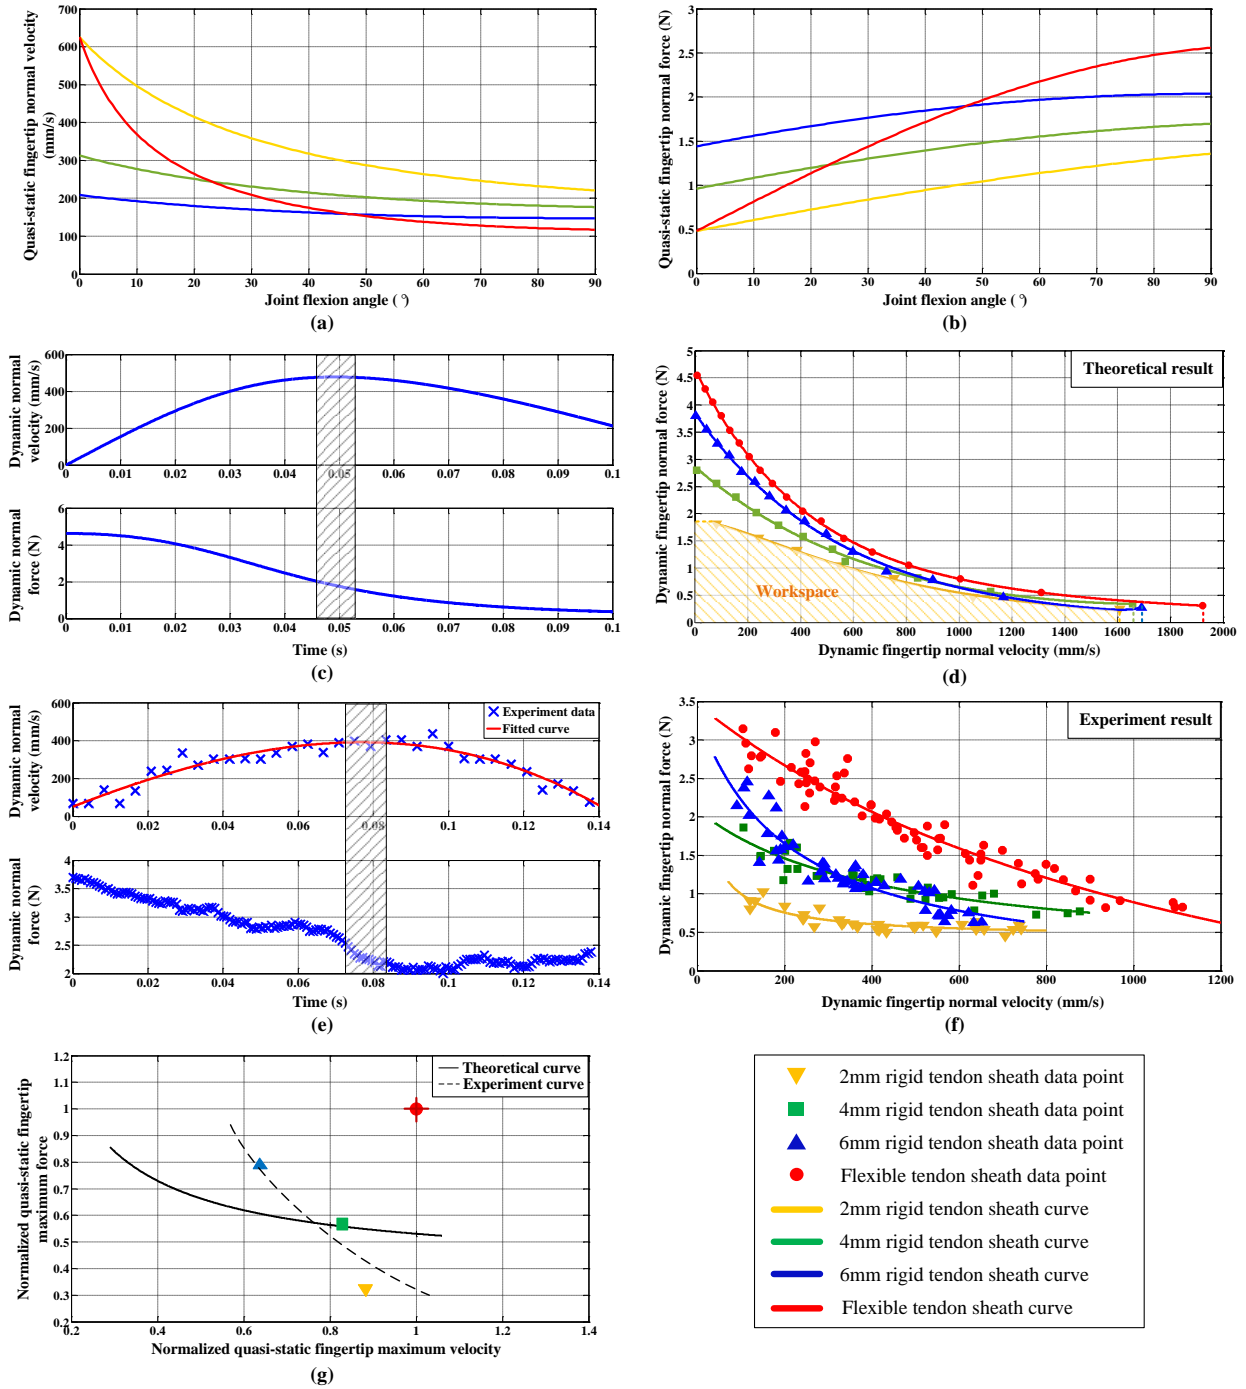 Quasi-static fingertip normal velocity
(mm/s)
700
600
500
400
300
200
100
0
0 10 20 30 40 50 60 70 80 90
Joint flexion angle (°)
(a)
Quasi-static fingertip normal force (N)
3
2.5
2
1.5
1
0.5
0
0 10 20 30 40 50 60 70 80 90
Joint flexion angle (°)
(b)
Dynamic normal
velocity (mm/s)
600
400
200
0
0 0.01 0.02 0.03 0.04 0.05 0.06 0.07 0.08 0.09 0.1
Dynamic normal
force (N)
6
4
2
0
0 0.01 0.02 0.03 0.04 0.05 0.06 0.07 0.08 0.09 0.1
Time (s)
(c)
Dynamic fingertip normal force (N)
5
4.5
4
3.5
3
2.5
2
1.5
1
0.5
0
Theoretical result
Workspace
0 200 400 600 800 1000 1200 1400 1600 1800 2000
Dynamic fingertip normal velocity (mm/s)
(d)
Dynamic normal
velocity (mm/s)
600
400
200
0
Experiment data
Fitted curve
0 0.02 0.04 0.06 0.08 0.1 0.12 0.14
Dynamic normal
force (N)
4
3.5
3
2.5
2
0 0.02 0.04 0.06 0.08 0.1 0.12 0.14
Time (s)
(e)
Dynamic fingertip normal force (N)
3.5
3
2.5
2
1.5
1
0.5
0
Experiment result
0 200 400 600 800 1000 1200
Dynamic fingertip normal velocity (mm/s)
(f)
Normalized quasi-static fingertip
maximum force
1.2
1.1
1
0.9
0.8
0.7
0.6
0.5
0.4
0.3
0.2
Theoretical curve
Experiment curve
0.2 0.4 0.6 0.8 1 1.2 1.4
Normalized quasi-static fingertip maximum velocity
(g)
2mm rigid tendon sheath data point
4mm rigid tendon sheath data point
6mm rigid tendon sheath data point
Flexible tendon sheath data point
2mm rigid tendon sheath curve
4mm rigid tendon sheath curve
6mm rigid tendon sheath curve
Flexible tendon sheath curve